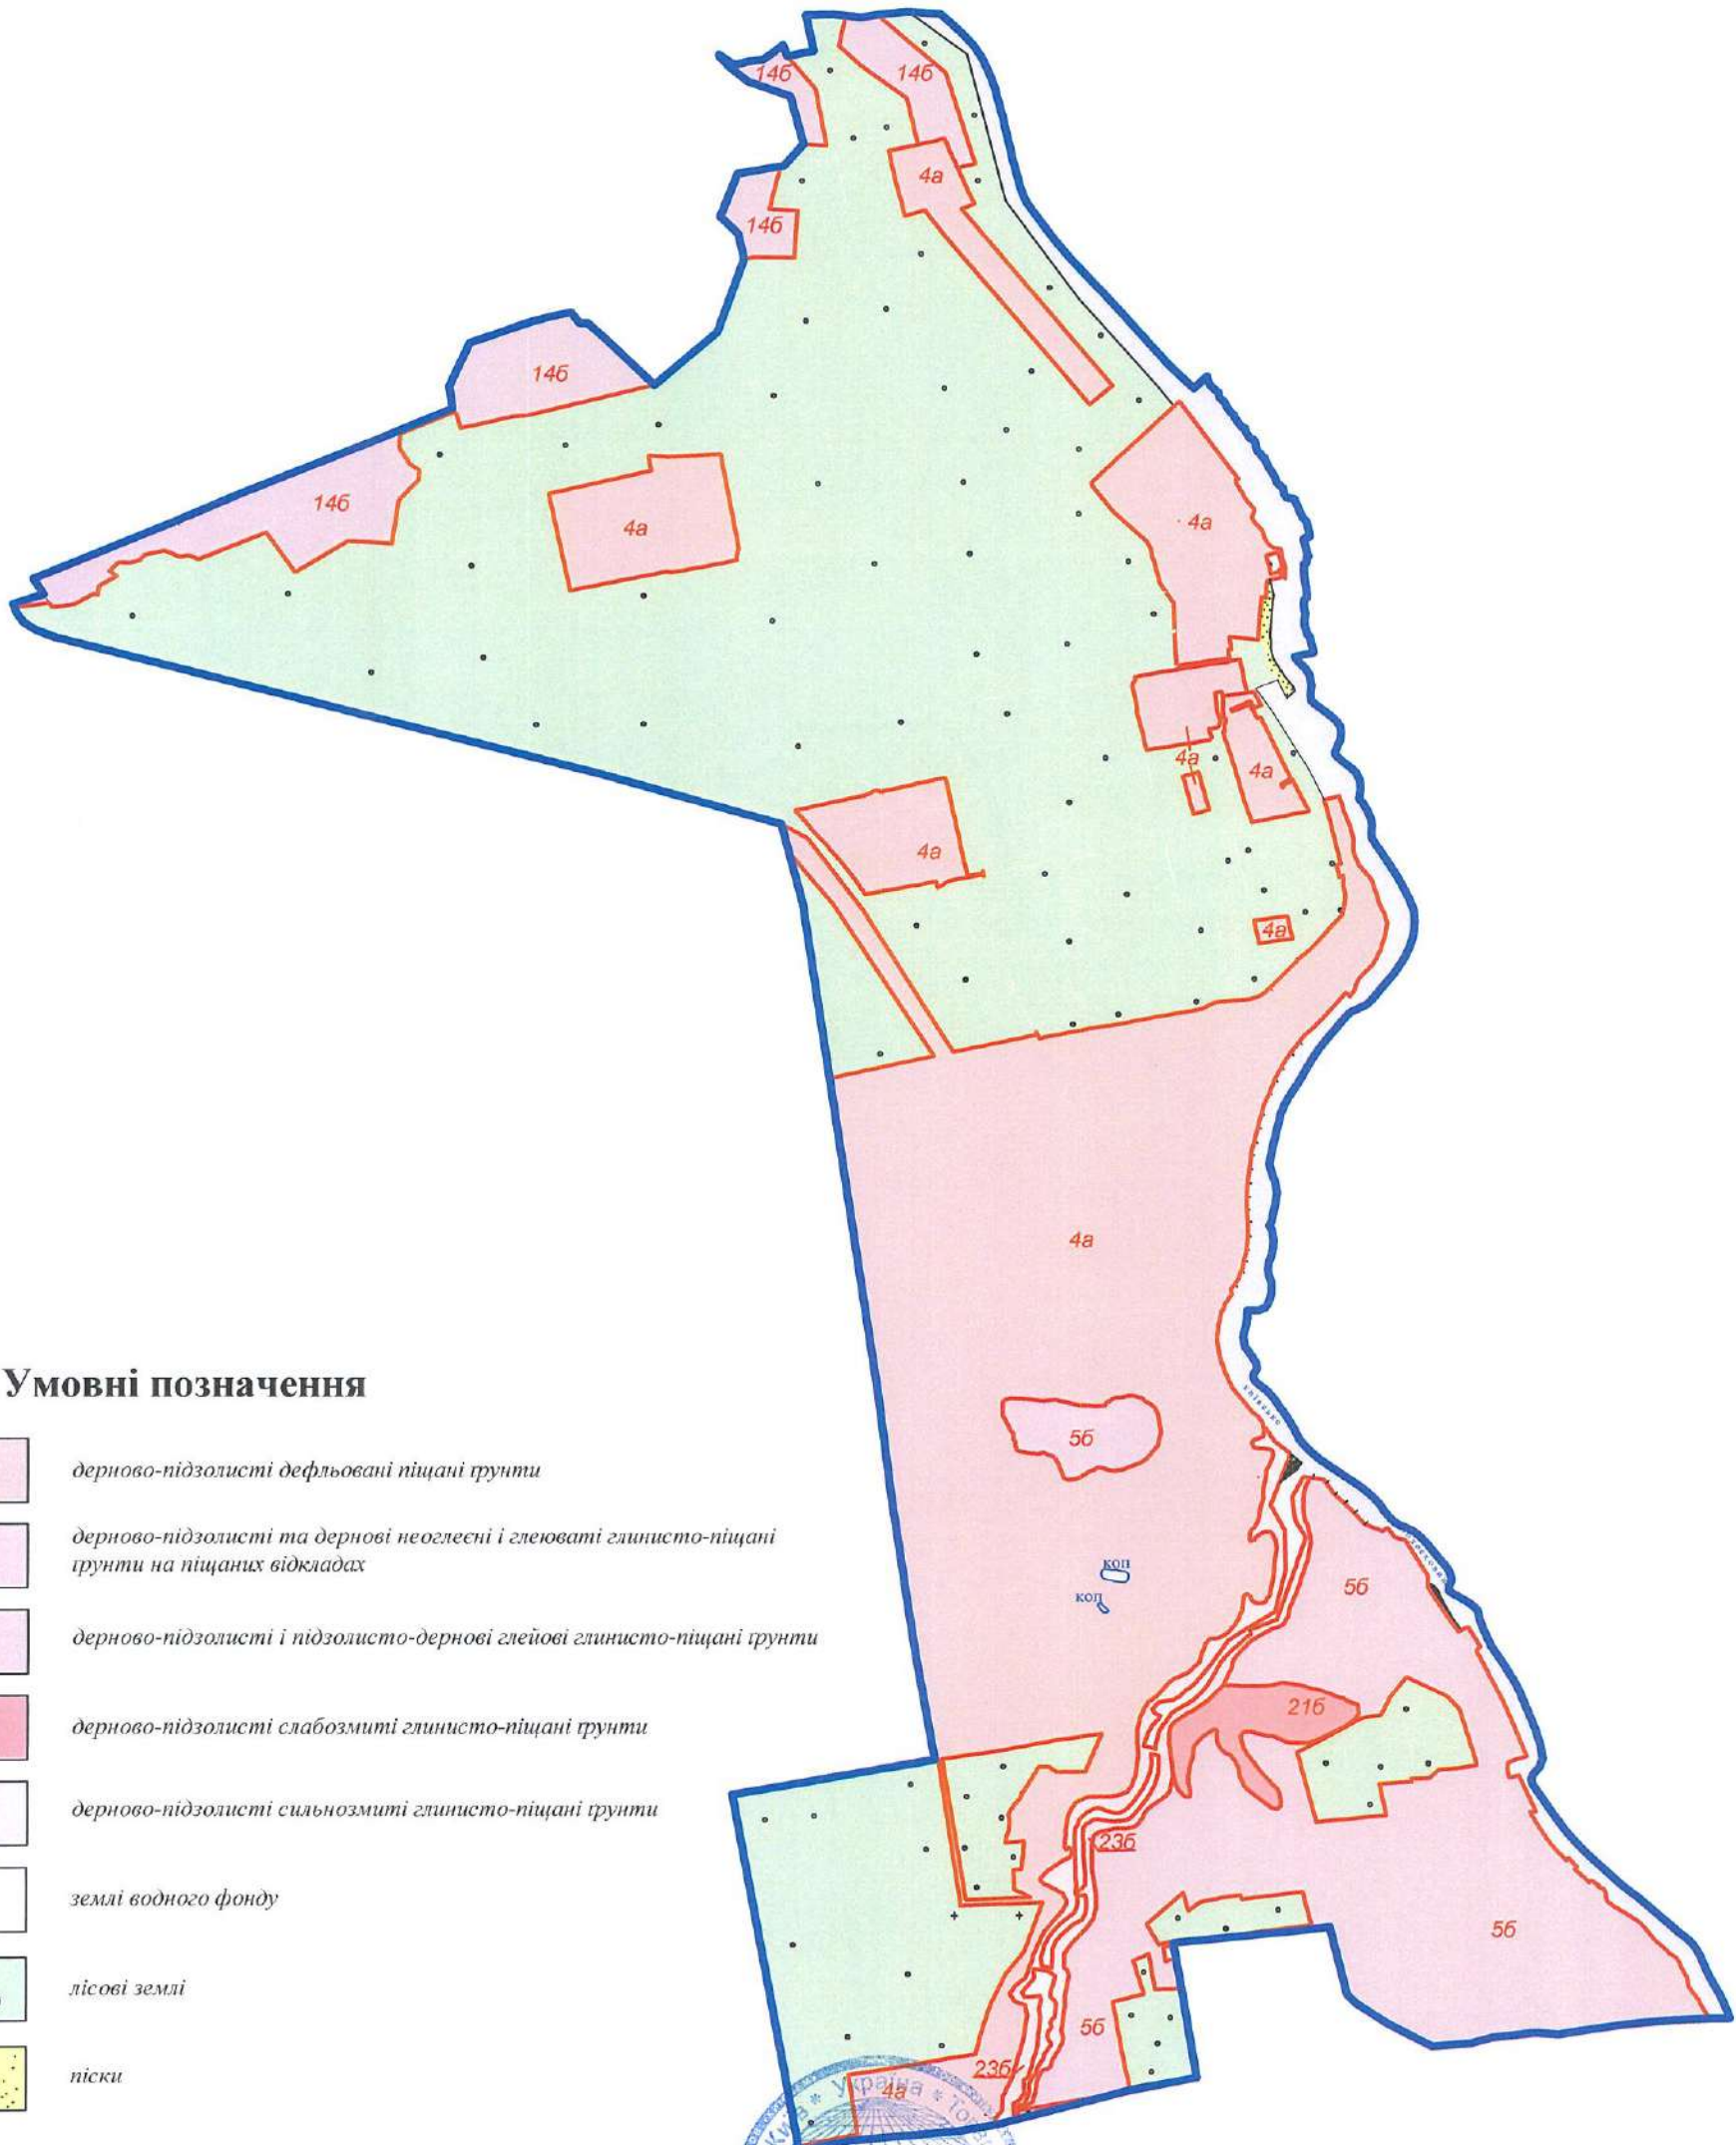 14б
14б
4а
14б
14б
14б
4а
4а
4а
4а
4а
4а
4а
5б
Умовні позначення
дерново-підзолисті дефльовані піщані ґрунти
дерново-підзолисті та дернові неоглеєні і глеюваті глинисто-піщані
ґрунти на піщаних відкладах
коп
коп
5б
дерново-підзолисті і підзолисто-дернові глейові глинисто-піщані ґрунти
21б
дерново-підзолисті слабозмиті глинисто-піщані ґрунти
дерново-підзолисті сильнозмиті глинисто-піщані ґрунти
23б
землі водного фонду
5б
лісові землі
5б
23б
піски
4а
Київ * Україна *